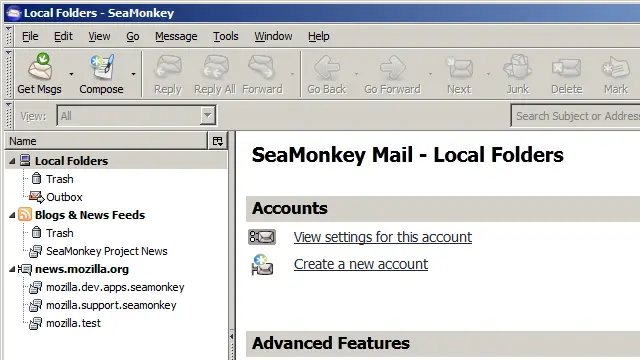 Local Folders - SeaMonkey
File Edit View Go Message Tools Window Help
Get Msgs Compose Reply Reply All Forward Go Back Go Forward Next Junk Delete Mark
View: All Search Subject or Address
Name
Local Folders
Trash
Outbox
Blogs & News Feeds
Trash
SeaMonkey Project News
news.mozilla.org
mozilla.dev.apps.seamonkey
mozilla.support.seamonkey
mozilla.test
SeaMonkey Mail - Local Folders
Accounts
View settings for this account
Create a new account
Advanced Features